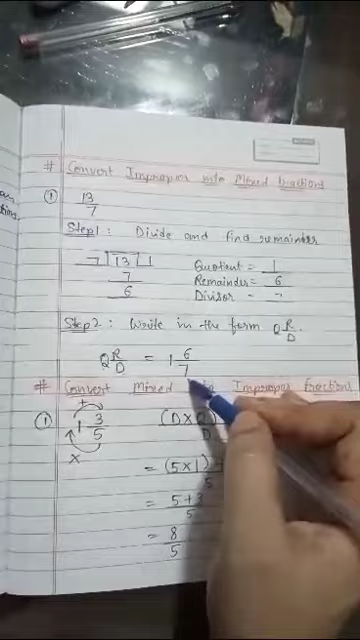 # Convert Improper into Mixed fractions
① 13/7
Step1: Divide and find remainder
7 ) 13 ( 1
7
6
Quotient = 1
Remainder = 6
Divisor = 7
Step2: Write in the form Q R/D.
Q R/D = 1 6/7
# Convert Mixed Improper fraction
① 1 3/5
+
x
(D×Q)
D
= (5×1)
5
= 5+3
5
= 8/5